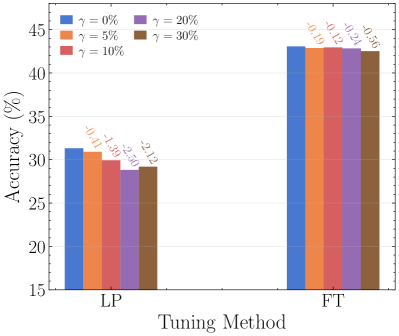 γ = 0%
γ = 5%
γ = 10%
γ = 20%
γ = 30%
Accuracy (%)
45
40
35
30
25
20
15
-0.41
-1.39
-2.50
-2.12
-0.19
-0.12
-0.24
-0.56
LP
FT
Tuning Method